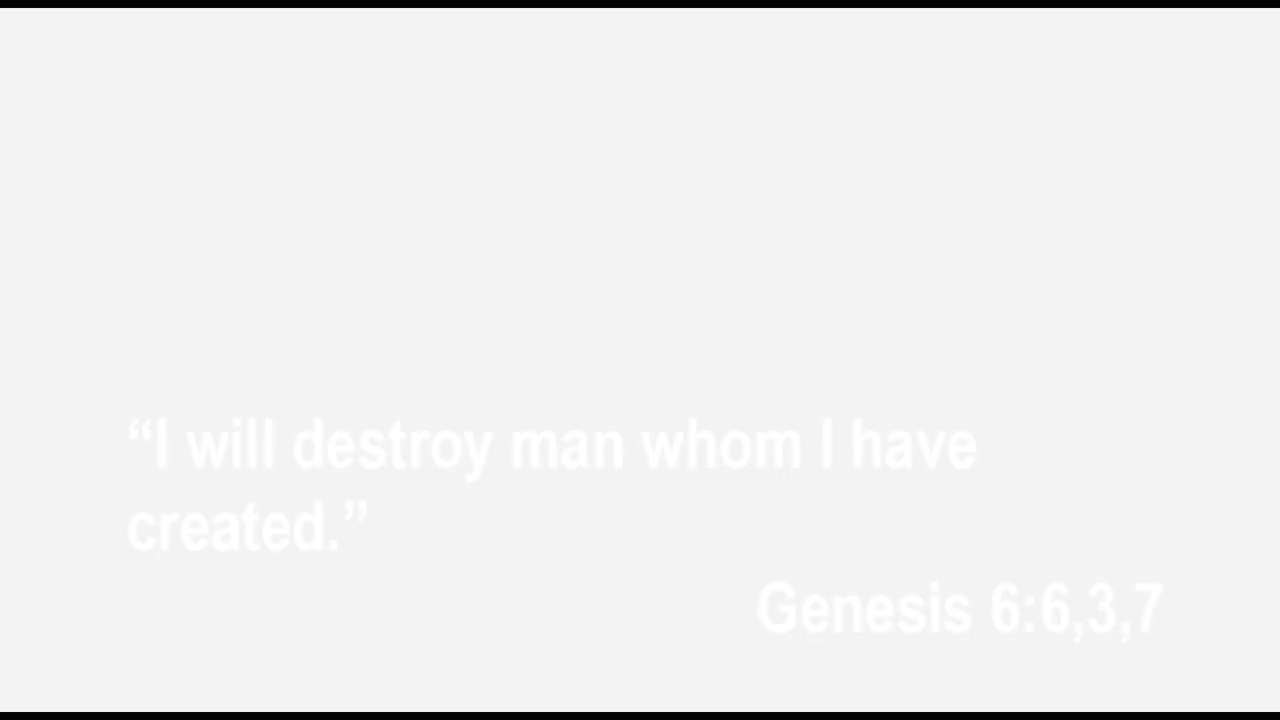 “I will destroy man whom I have
created.”
Genesis 6:6,3,7